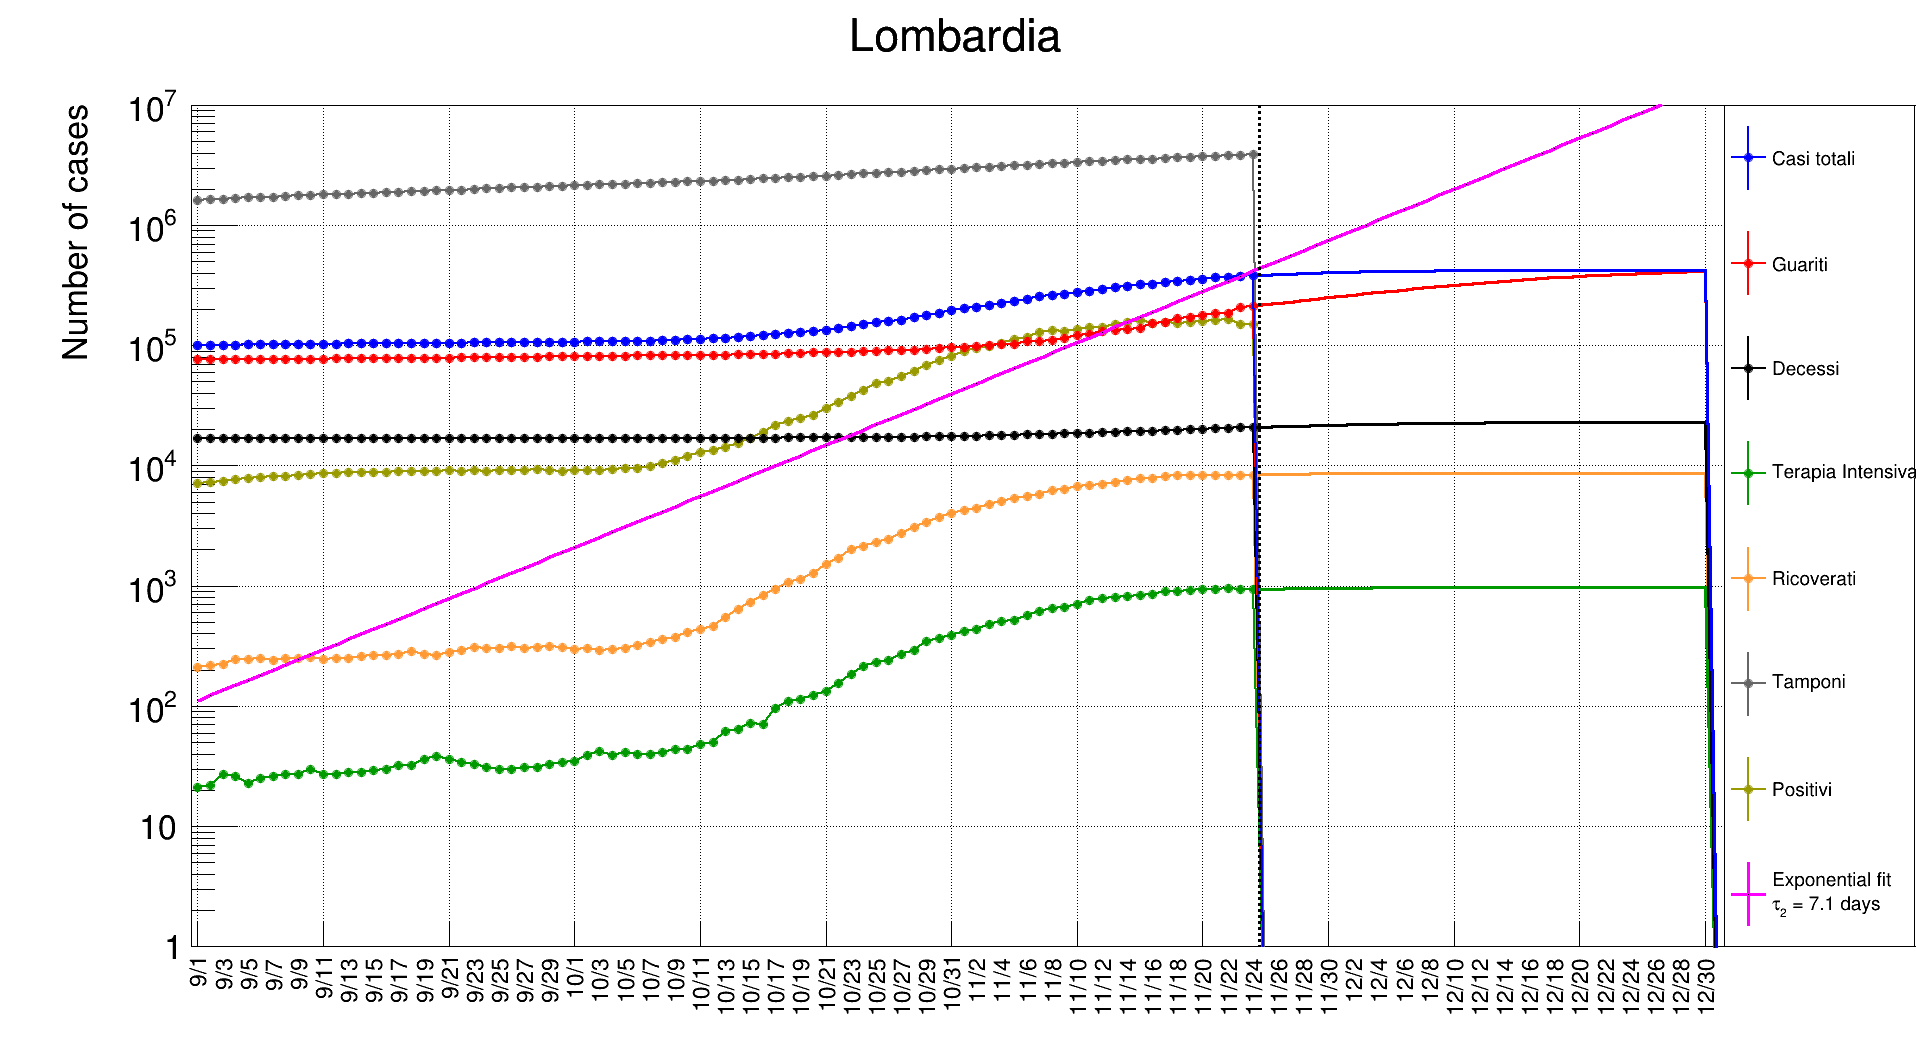 Lombardia
Number of cases
10^7
10^6
10^5
10^4
10^3
10^2
10
1
9/1 9/3 9/5 9/7 9/9 9/11 9/13 9/15 9/17 9/19 9/21 9/23 9/25 9/27 9/29 10/1 10/3 10/5 10/7 10/9 10/11 10/13 10/15 10/17 10/19 10/21 10/23 10/25 10/27 10/29 10/31 11/2 11/4 11/6 11/8 11/10 11/12 11/14 11/16 11/18 11/20 11/22 11/24 11/26 11/28 11/30 12/2 12/4 12/6 12/8 12/10 12/12 12/14 12/16 12/18 12/20 12/22 12/24 12/26 12/28 12/30
Casi totali
Guariti
Decessi
Terapia Intensiva
Ricoverati
Tamponi
Positivi
Exponential fit
τ₂ = 7.1 days